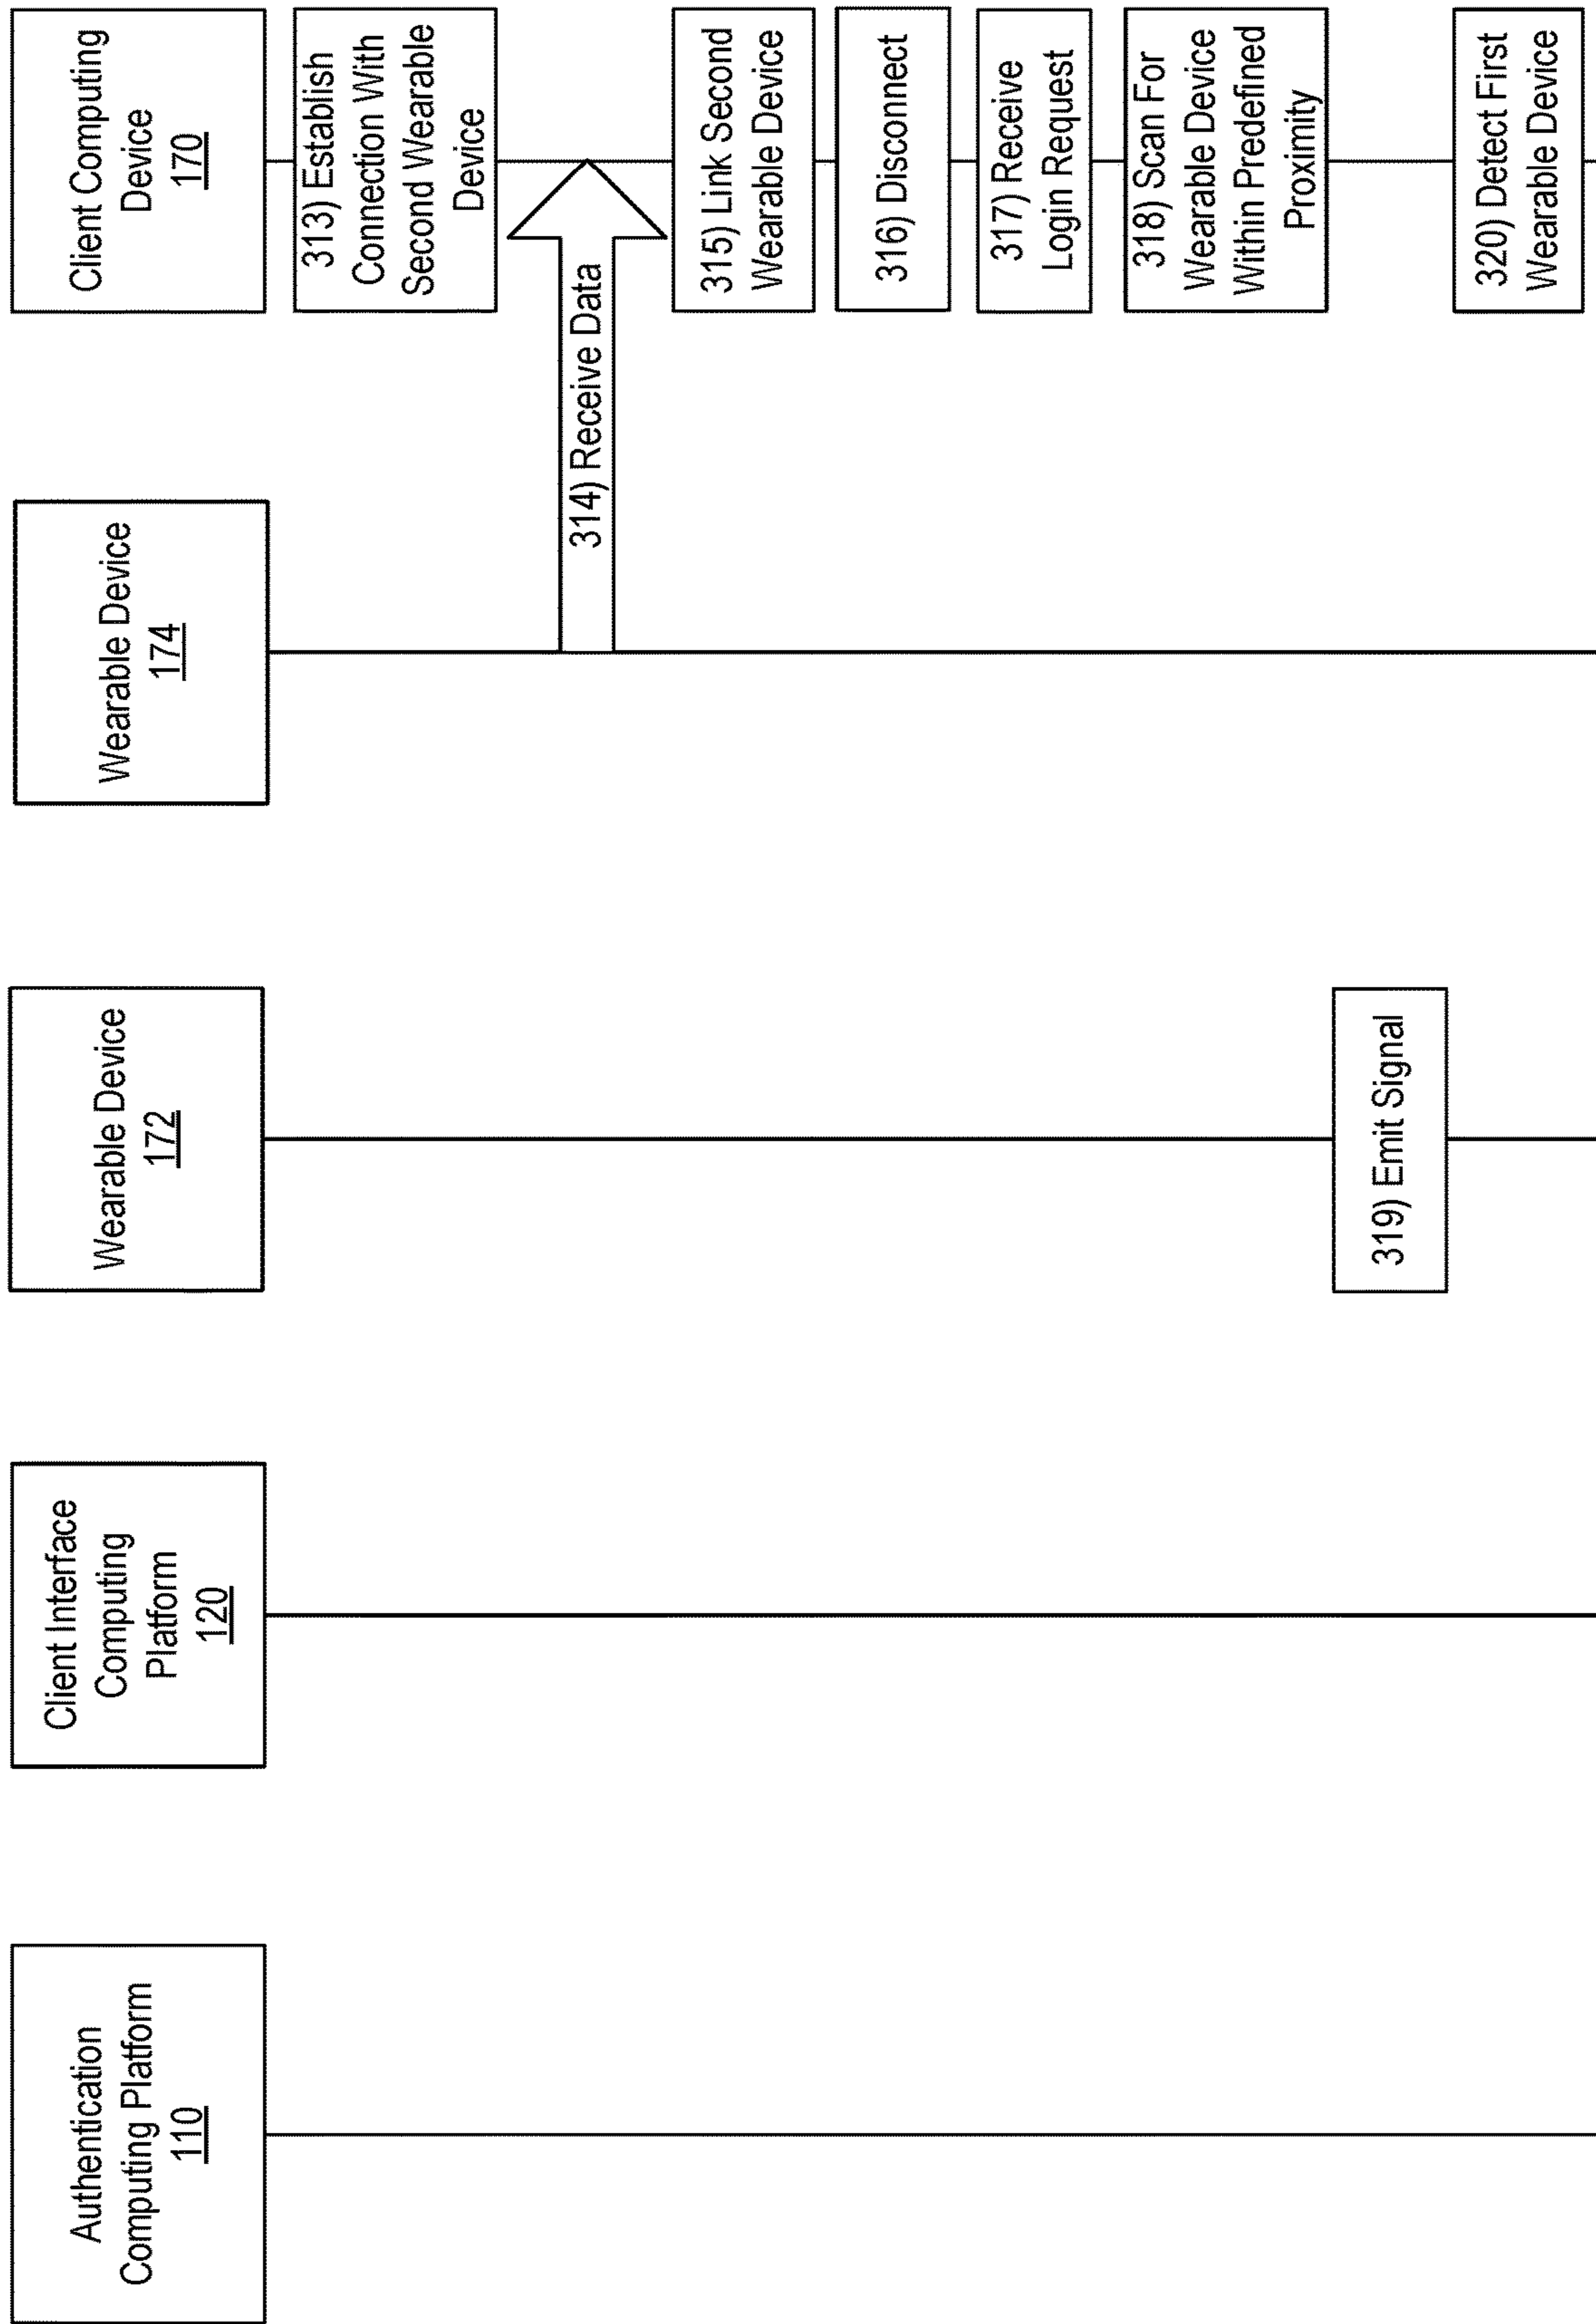 Authentication
Computing Platform
110
Client Interface
Computing
Platform
120
Wearable Device
172
Wearable Device
174
Client Computing
Device
170
313) Establish
Connection With
Second Wearable
Device
314) Receive Data
315) Link Second
Wearable Device
316) Disconnect
317) Receive
Login Request
318) Scan For
Wearable Device
Within Predefined
Proximity
319) Emit Signal
320) Detect First
Wearable Device